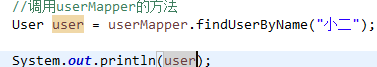 //调用userMapper的方法
User user = userMapper.findUserByName("小二");
System.out.println(user);